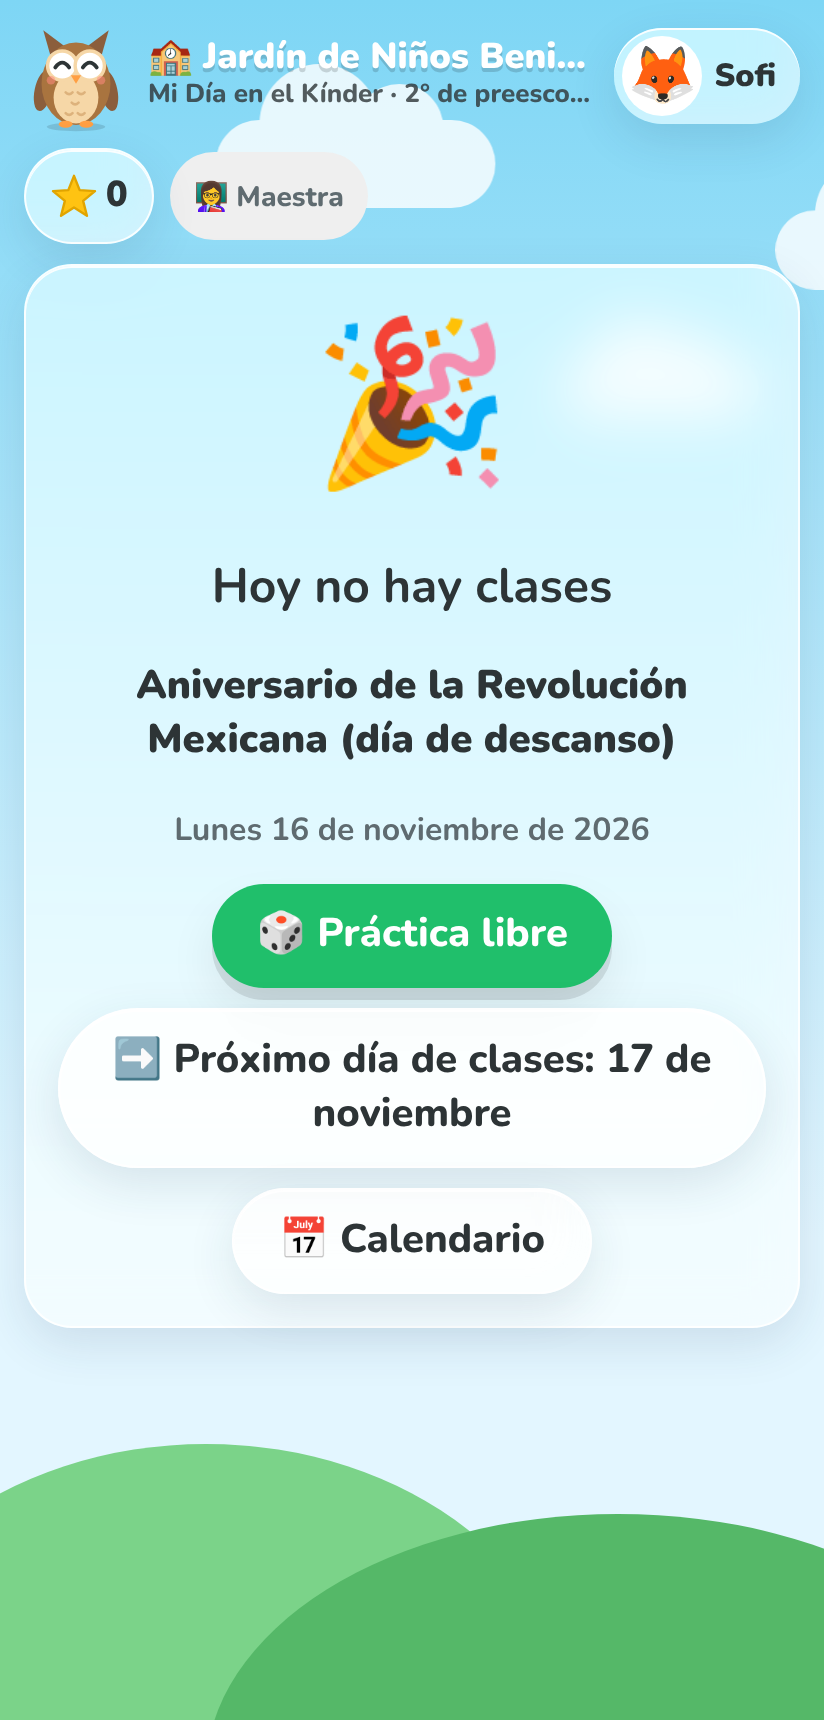 Jardín de Niños Beni...
Mi Día en el Kínder · 2° de preesco...
Sofi
0
Maestra
Hoy no hay clases
Aniversario de la Revolución
Mexicana (día de descanso)
Lunes 16 de noviembre de 2026
Práctica libre
Próximo día de clases: 17 de
noviembre
July
17
Calendario